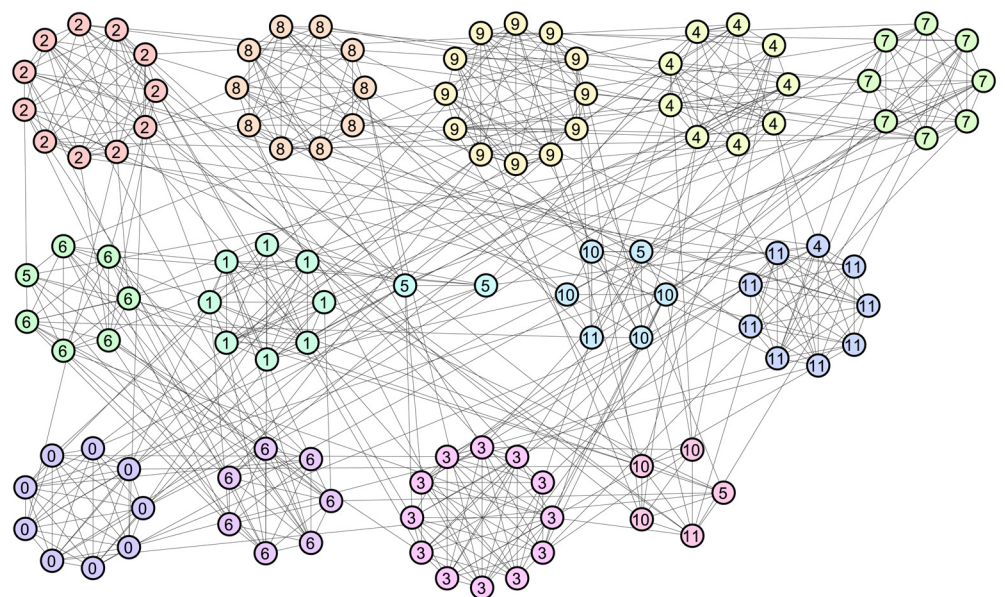 2 2 2 2 2 2 2 2 2 2 2
8 8 8 8 8 8 8 8 8 8
9 9 9 9 9 9 9 9 9 9 9 9
4 4 4 4 4 4 4 4 4
7 7 7 7 7 7 7 7
6 6 5 6 6 6 6
1 1 1 1 1 1 1 1
5 5
10 5 10 10 11 10
4 11 11 11 11 11 11 11 11
0 0 0 0 0 0 0 0 0
6 6 6 6 6 6 6
3 3 3 3 3 3 3 3 3 3 3 3
10 10 5 10 11